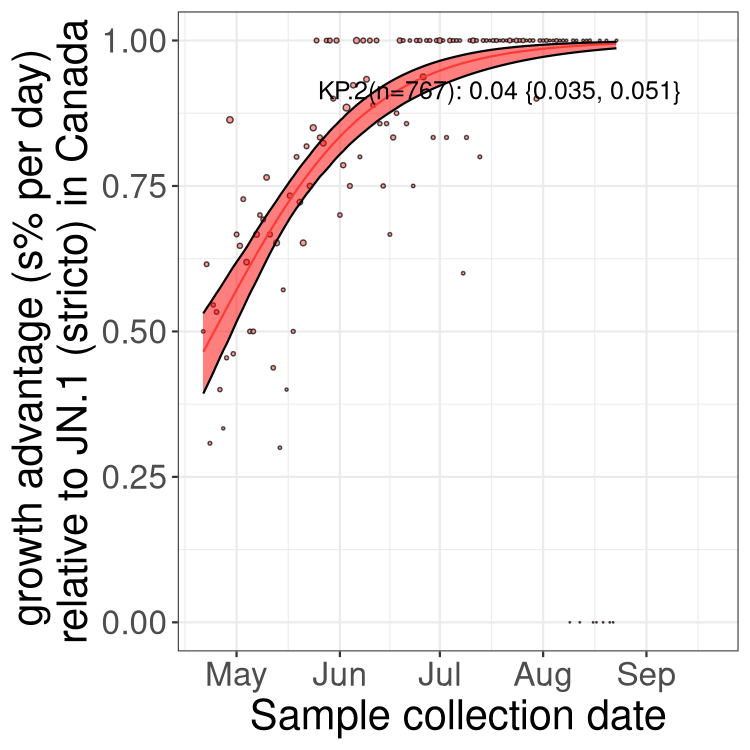 growth advantage (s% per day)
relative to JN.1 (stricto) in Canada
1.00
0.75
0.50
0.25
0.00
KP.2(n=767): 0.04 {0.035, 0.051}
May Jun Jul Aug Sep
Sample collection date